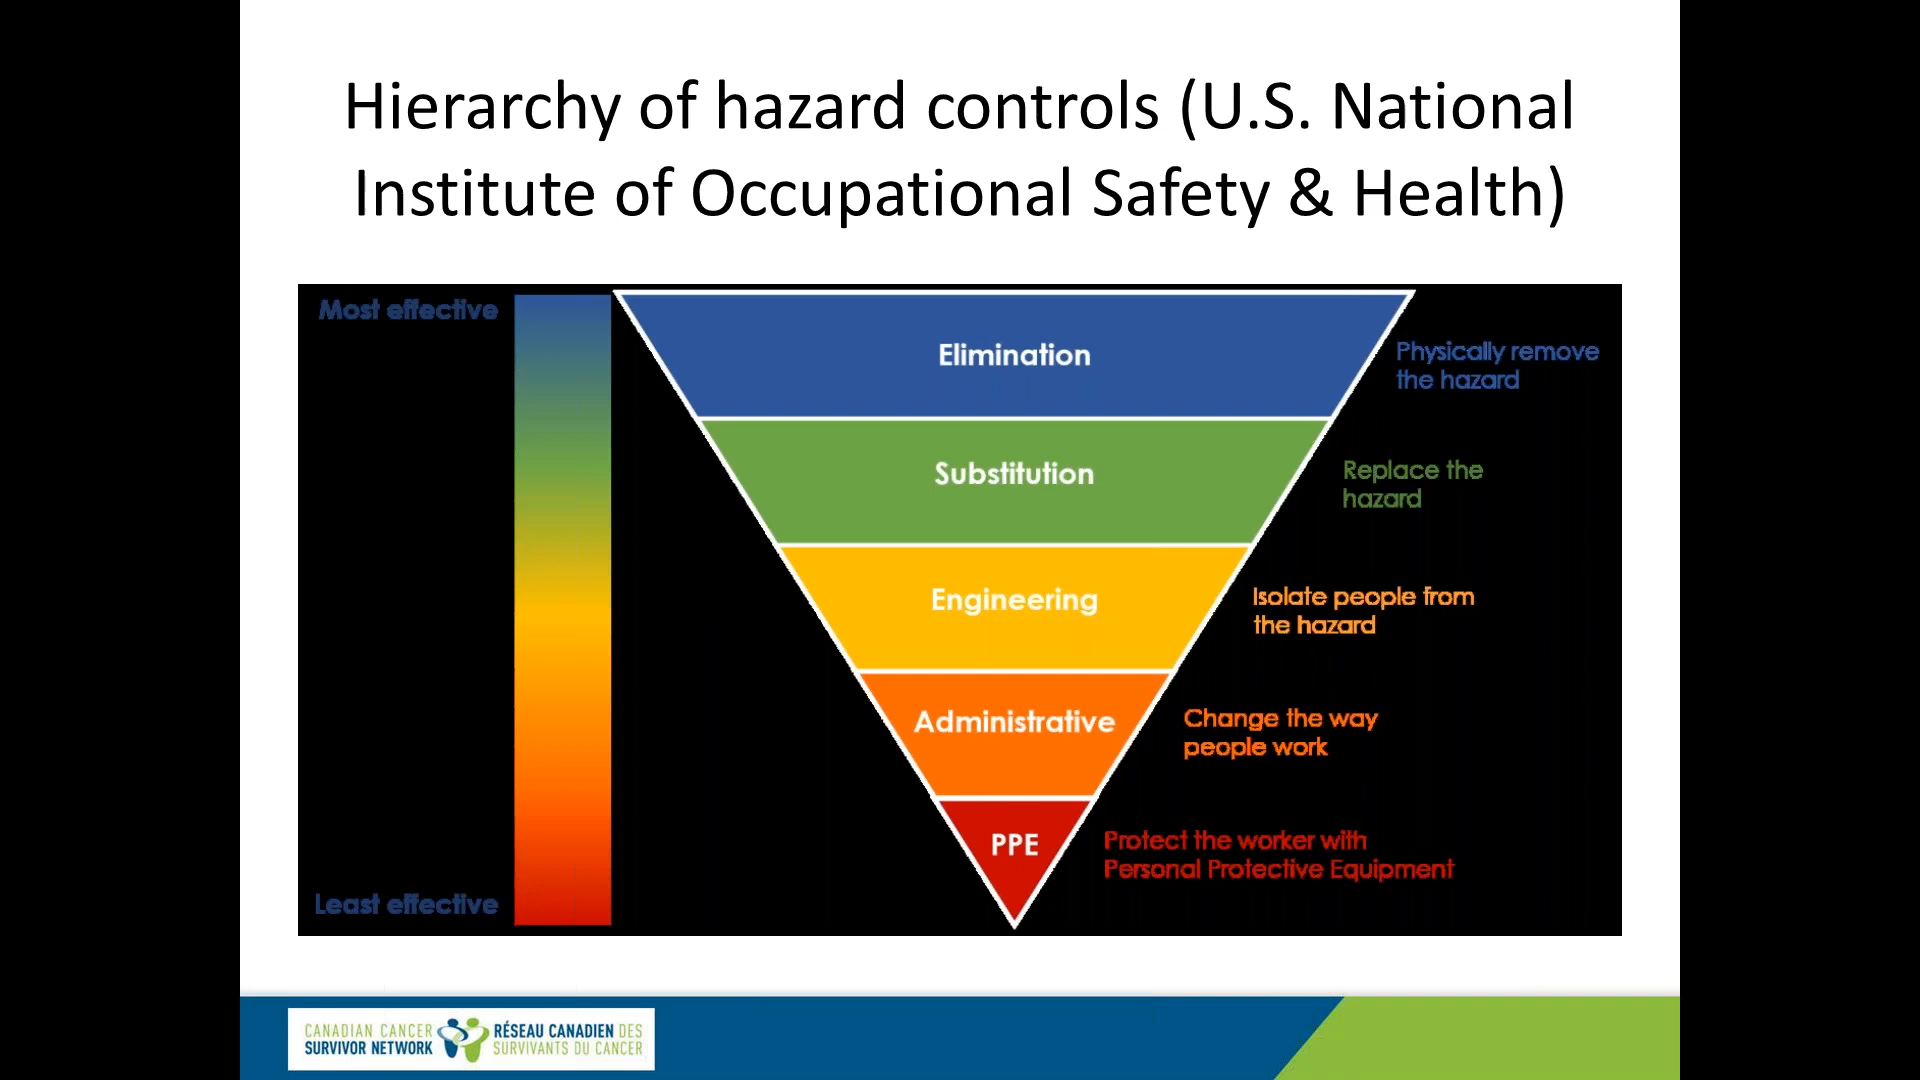 Hierarchy of hazard controls (U.S. National
Institute of Occupational Safety & Health)
Most effective
Elimination
Physically remove
the hazard
Substitution
Replace the
hazard
Engineering
Isolate people from
the hazard
Administrative
Change the way
people work
PPE
Protect the worker with
Personal Protective Equipment
Least effective
CANADIAN CANCER
SURVIVOR NETWORK
RÉSEAU CANADIEN DES
SURVIVANTS DU CANCER